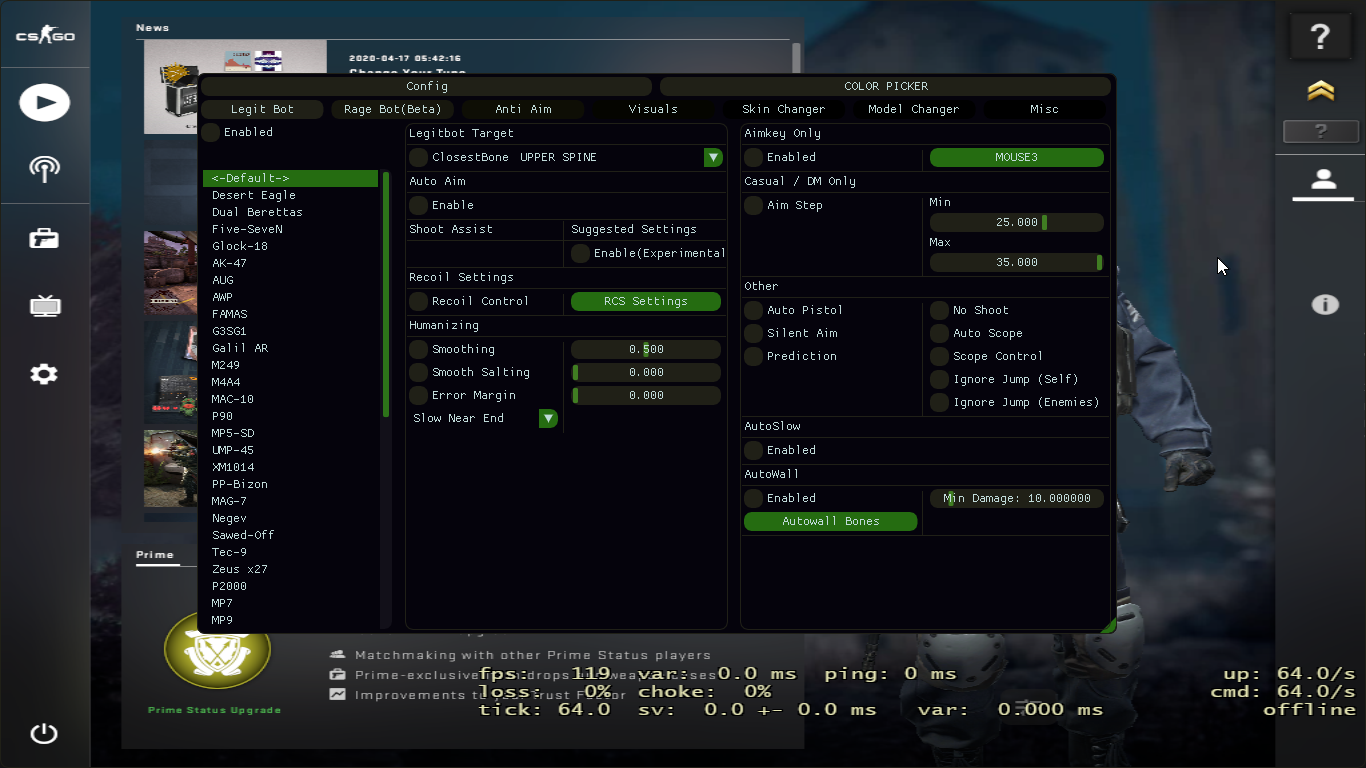 CS:GO
News
2020-04-17 05:42:16
Config
COLOR PICKER
Legit Bot
Rage Bot(Beta)
Anti Aim
Visuals
Skin Changer
Model Changer
Misc
Enabled
<-Default->
Desert Eagle
Dual Berettas
Five-SeveN
Glock-18
AK-47
AUG
AWP
FAMAS
G3SG1
Galil AR
M249
M4A4
MAC-10
P90
MP5-SD
UMP-45
XM1014
PP-Bizon
MAG-7
Negev
Sawed-Off
Tec-9
Zeus x27
P2000
MP7
MP9
Legitbot Target
ClosestBone UPPER SPINE
Auto Aim
Enable
Shoot Assist
Suggested Settings
Enable(Experimental
Recoil Settings
Recoil Control
RCS Settings
Humanizing
Smoothing 0.500
Smooth Salting 0.000
Error Margin 0.000
Slow Near End
Aimkey Only
Enabled
MOUSE3
Casual / DM Only
Aim Step
Min
25.000
Max
35.000
Other
Auto Pistol
No Shoot
Silent Aim
Auto Scope
Prediction
Scope Control
Ignore Jump (Self)
Ignore Jump (Enemies)
AutoSlow
Enabled
AutoWall
Enabled
Min Damage: 10.000000
Autowall Bones
?
?
Prime
Prime Status Upgrade
Matchmaking with other Prime Status players
Prime-exclusive
Improvements to
fps: 119 var: 0.0 ms ping: 0 ms
loss: 0% choke: 0%
tick: 64.0 sv: 0.0 +- 0.0 ms var: 0.000 ms
up: 64.0/s
cmd: 64.0/s
offline